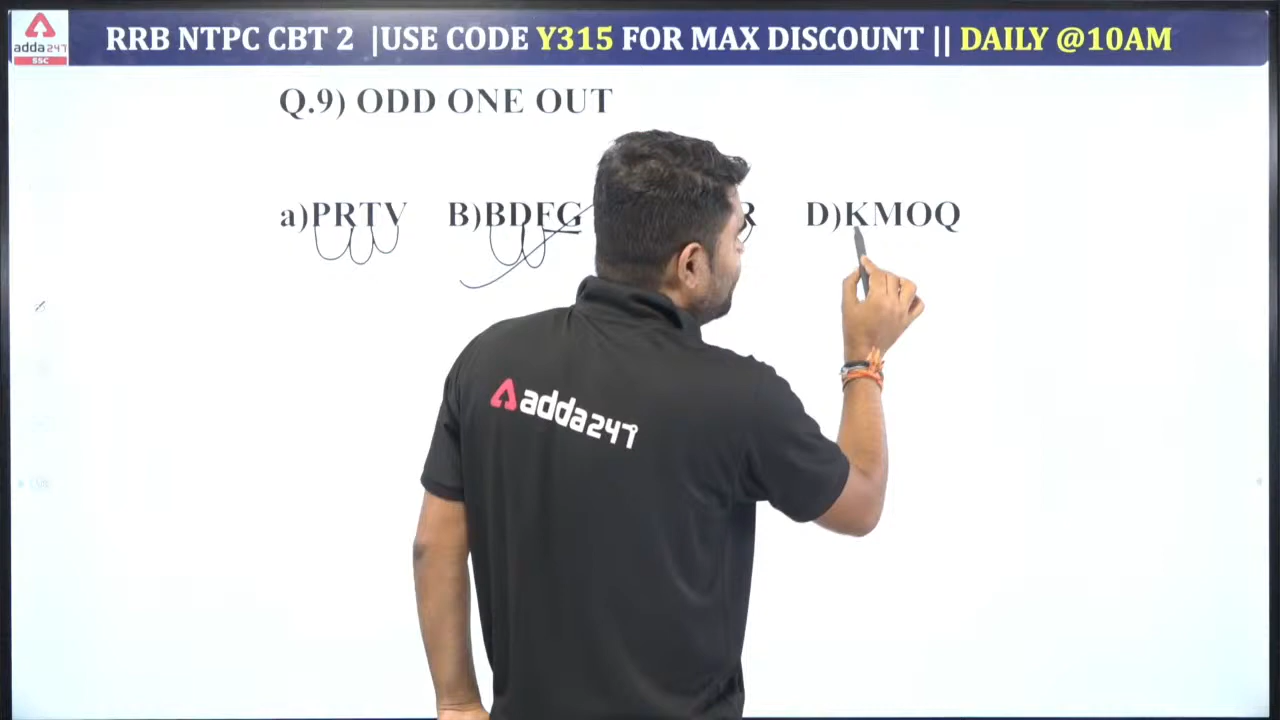 adda247
SSC
RRB NTPC CBT 2 |USE CODE Y315 FOR MAX DISCOUNT || DAILY @10AM
Q.9) ODD ONE OUT
a)PRTV B)BDFG R D)KMOQ
adda247